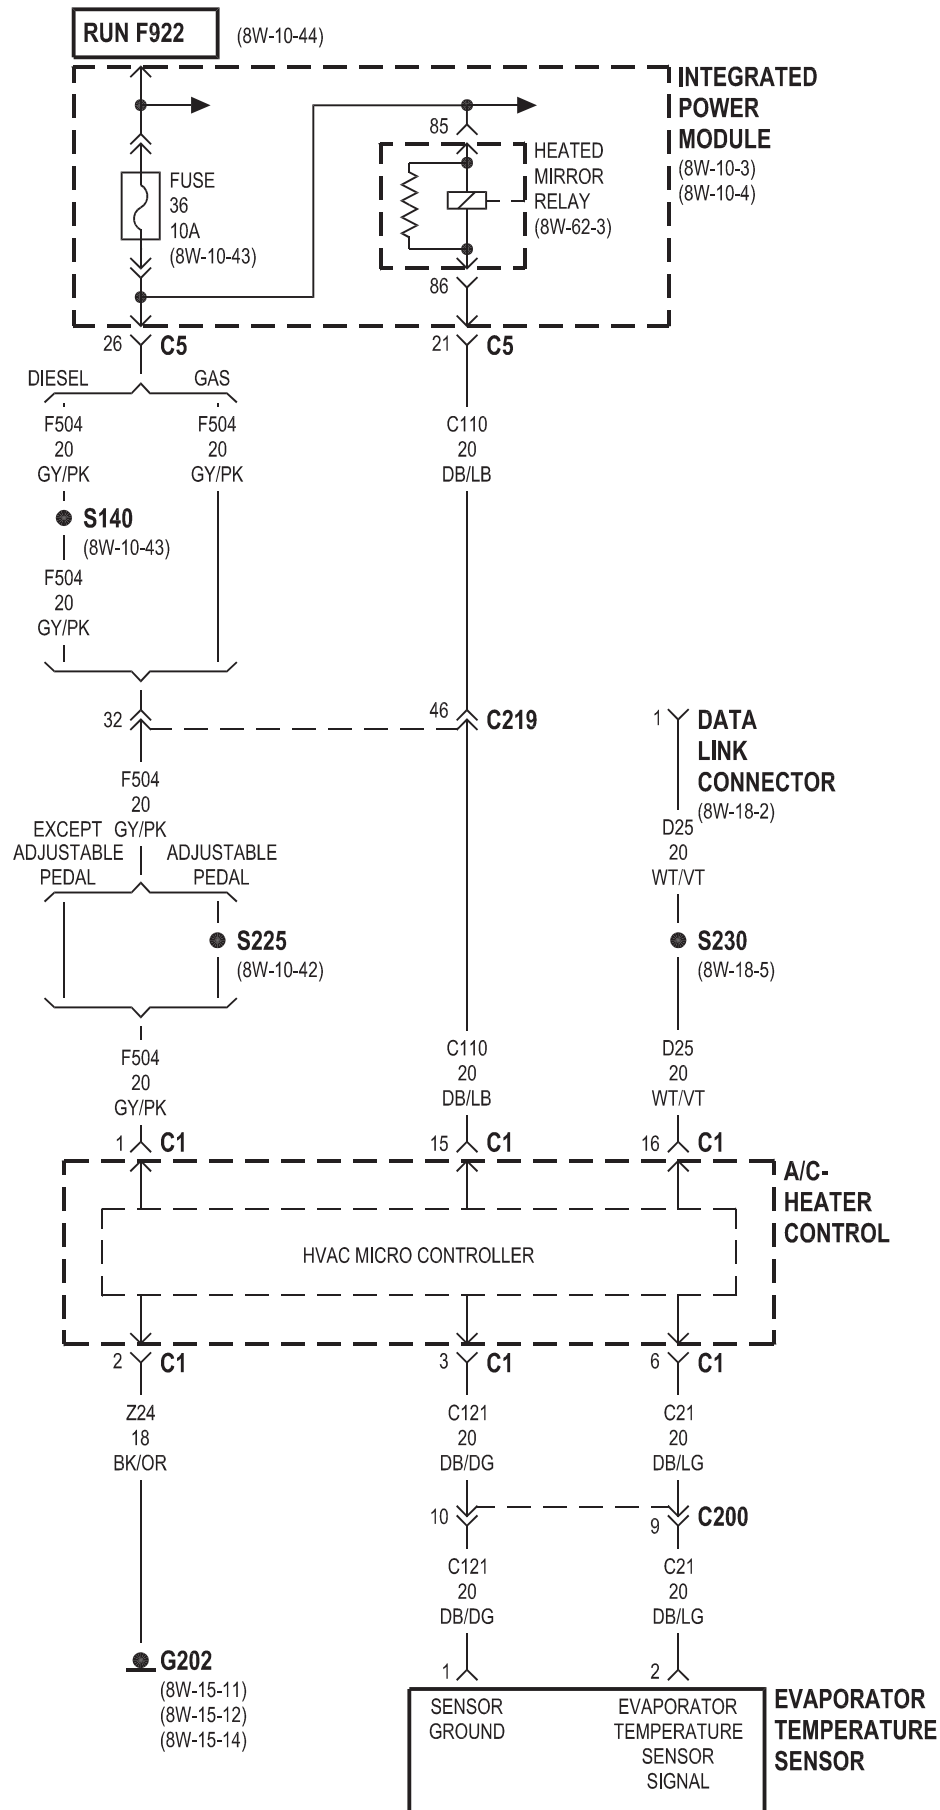 RUN F922
(8W-10-44)
INTEGRATED
POWER
MODULE
(8W-10-3)
(8W-10-4)
85
HEATED
MIRROR
RELAY
(8W-62-3)
FUSE
36
10A
(8W-10-43)
86
26
C5
21
C5
DIESEL
GAS
F504
20
GY/PK
F504
20
GY/PK
C110
20
DB/LB
S140
(8W-10-43)
F504
20
GY/PK
32
46
C219
1
DATA
LINK
CONNECTOR
(8W-18-2)
F504
20
GY/PK
EXCEPT
ADJUSTABLE
PEDAL
ADJUSTABLE
PEDAL
D25
20
WT/VT
S225
(8W-10-42)
S230
(8W-18-5)
F504
20
GY/PK
C110
20
DB/LB
D25
20
WT/VT
1
C1
15
C1
16
C1
A/C-
HEATER
CONTROL
HVAC MICRO CONTROLLER
2
C1
3
C1
6
C1
Z24
18
BK/OR
C121
20
DB/DG
C21
20
DB/LG
10
9
C200
C121
20
DB/DG
C21
20
DB/LG
G202
(8W-15-11)
(8W-15-12)
(8W-15-14)
1
2
SENSOR
GROUND
EVAPORATOR
TEMPERATURE
SENSOR
SIGNAL
EVAPORATOR
TEMPERATURE
SENSOR